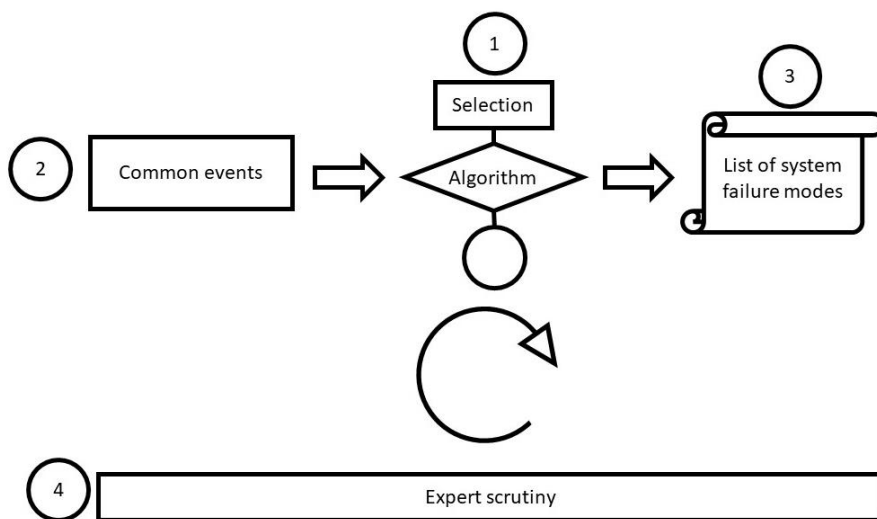 1
Selection
3
2
Common events
Algorithm
List of system
failure modes
4
Expert scrutiny